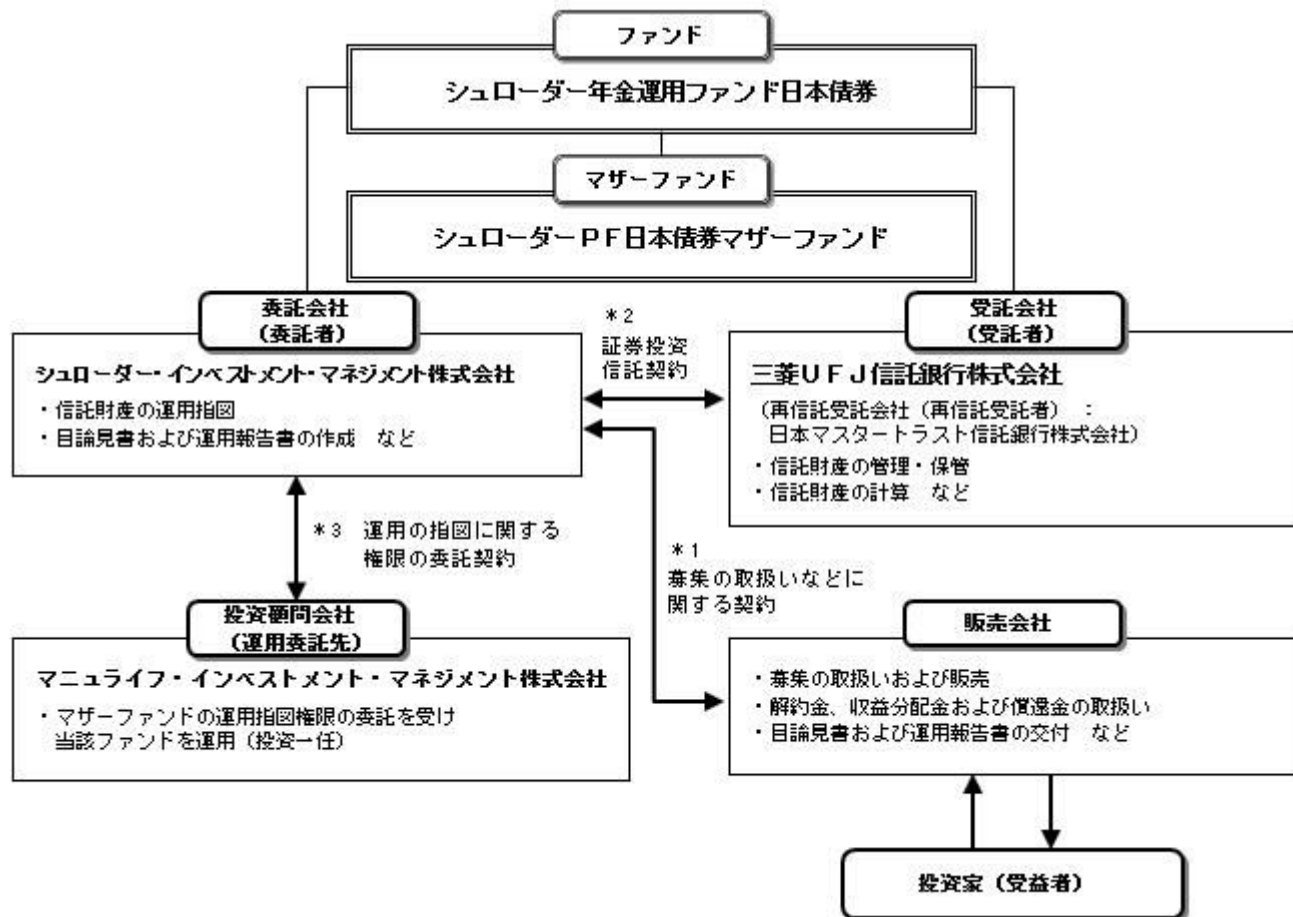 ファンド
シュローダー年金運用ファンド日本債券
マザーファンド
シュローダーＰＦ日本債券マザーファンド
委託会社
（委託者）
シュローダー・インベストメント・マネジメント株式会社
・信託財産の運用指図
・目論見書および運用報告書の作成　など
＊２
証券投資
信託契約
受託会社
（受託者）
三菱ＵＦＪ信託銀行株式会社
（再信託受託会社（再信託受託者）　：
日本マスタートラスト信託銀行株式会社）
・信託財産の管理・保管
・信託財産の計算　など
＊３　運用の指図に関する
権限の委託契約
＊１
募集の取扱いなどに
関する契約
投資顧問会社
（運用委託先）
マニュライフ・インベストメント・マネジメント株式会社
・マザーファンドの運用指図権限の委託を受け
当該ファンドを運用（投資一任）
販売会社
・募集の取扱いおよび販売
・解約金、収益分配金および償還金の取扱い
・目論見書および運用報告書の交付　など
投資家（受益者）